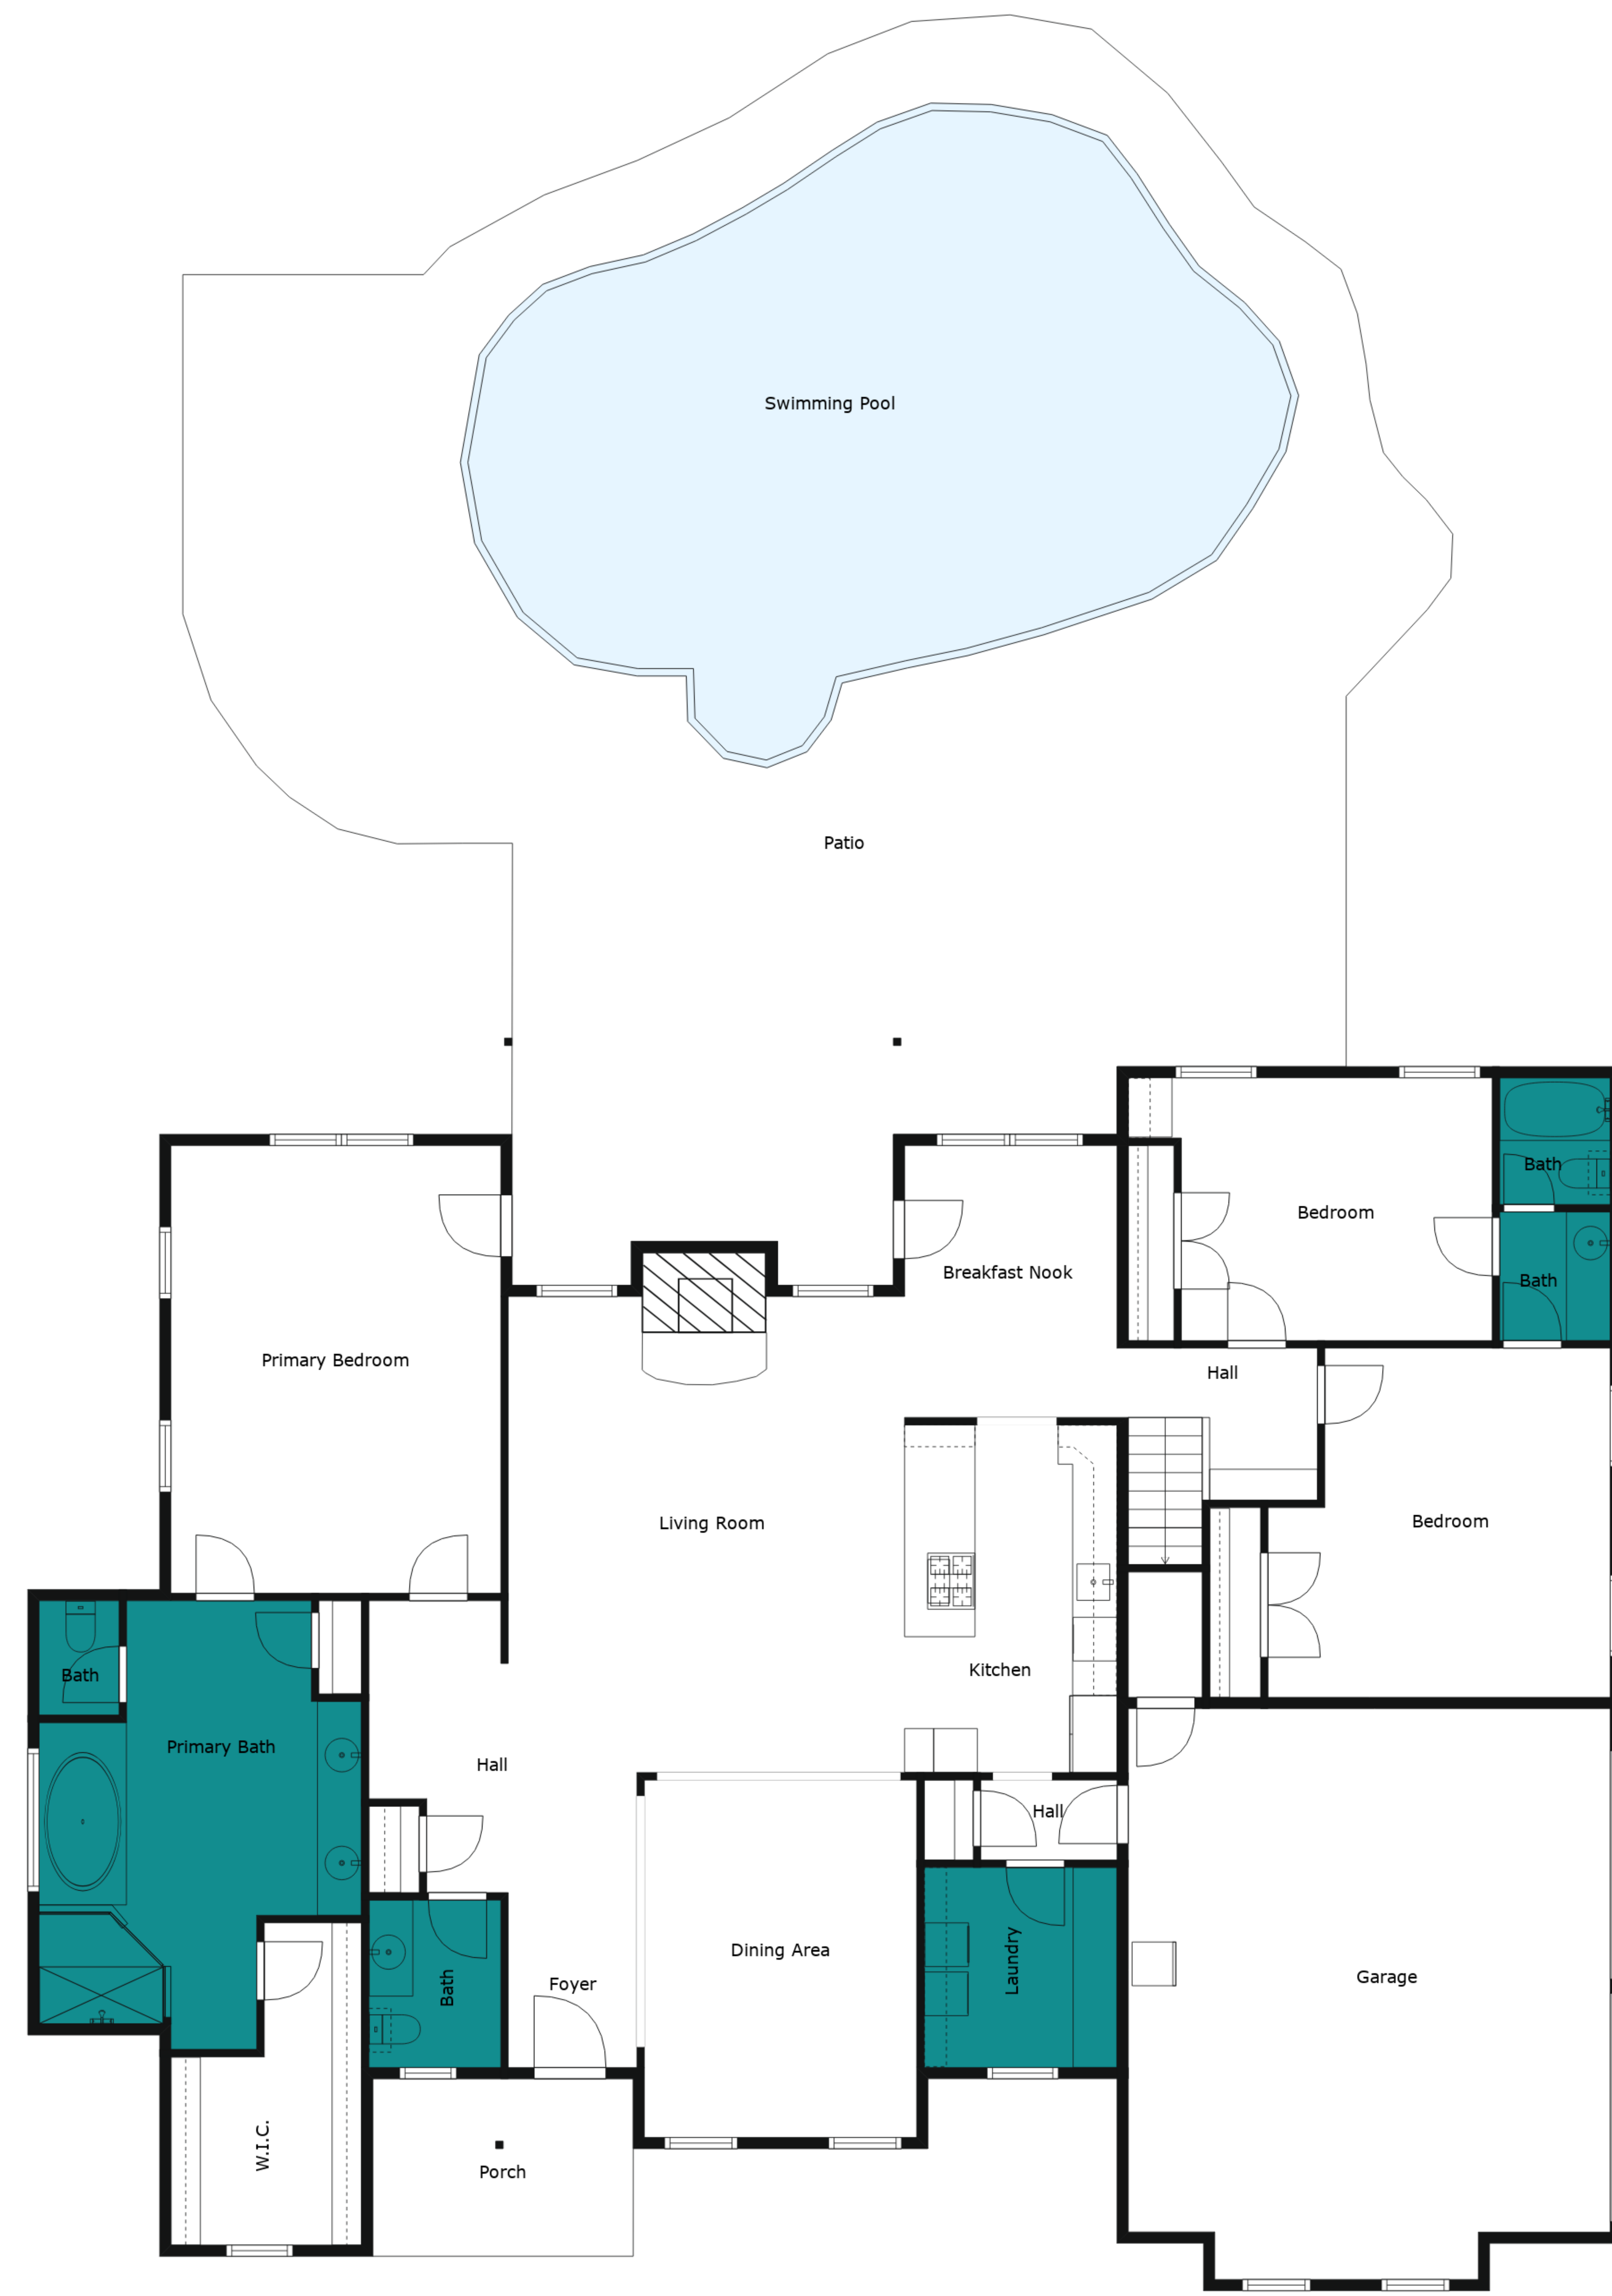 Swimming Pool
Patio
Bath
Bedroom
Breakfast Nook
Bath
Primary Bedroom
Hall
Living Room
Bedroom
Kitchen
Bath
Primary Bath
Hall
Hall
Dining Area
Laundry
Garage
Foyer
Bath
W.I.C.
Porch